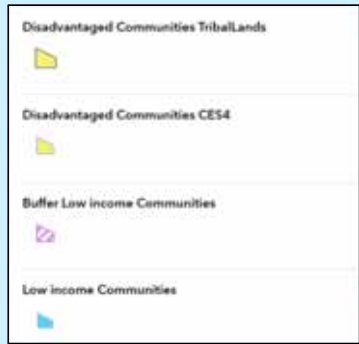 Disadvantaged Communities TribalLands
Disadvantaged Communities CES4
Buffer Low income Communities
Low income Communities